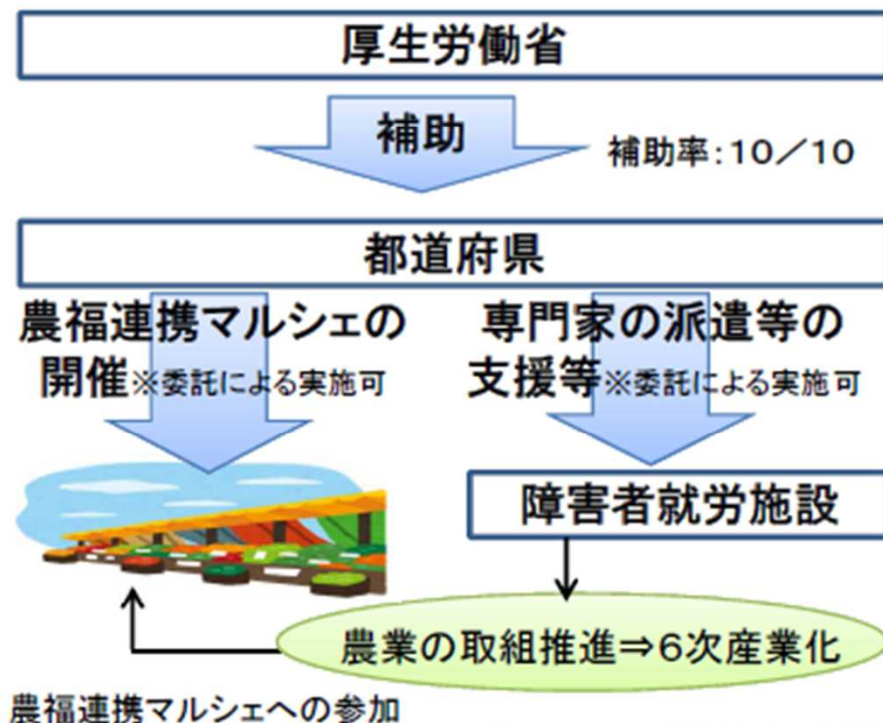 厚生労働省
補助
補助率:10/10
都道府県
農福連携マルシェの
開催※委託による実施可
専門家の派遣等の
支援等※委託による実施可
障害者就労施設
農業の取組推進⇒6次産業化
農福連携マルシェへの参加